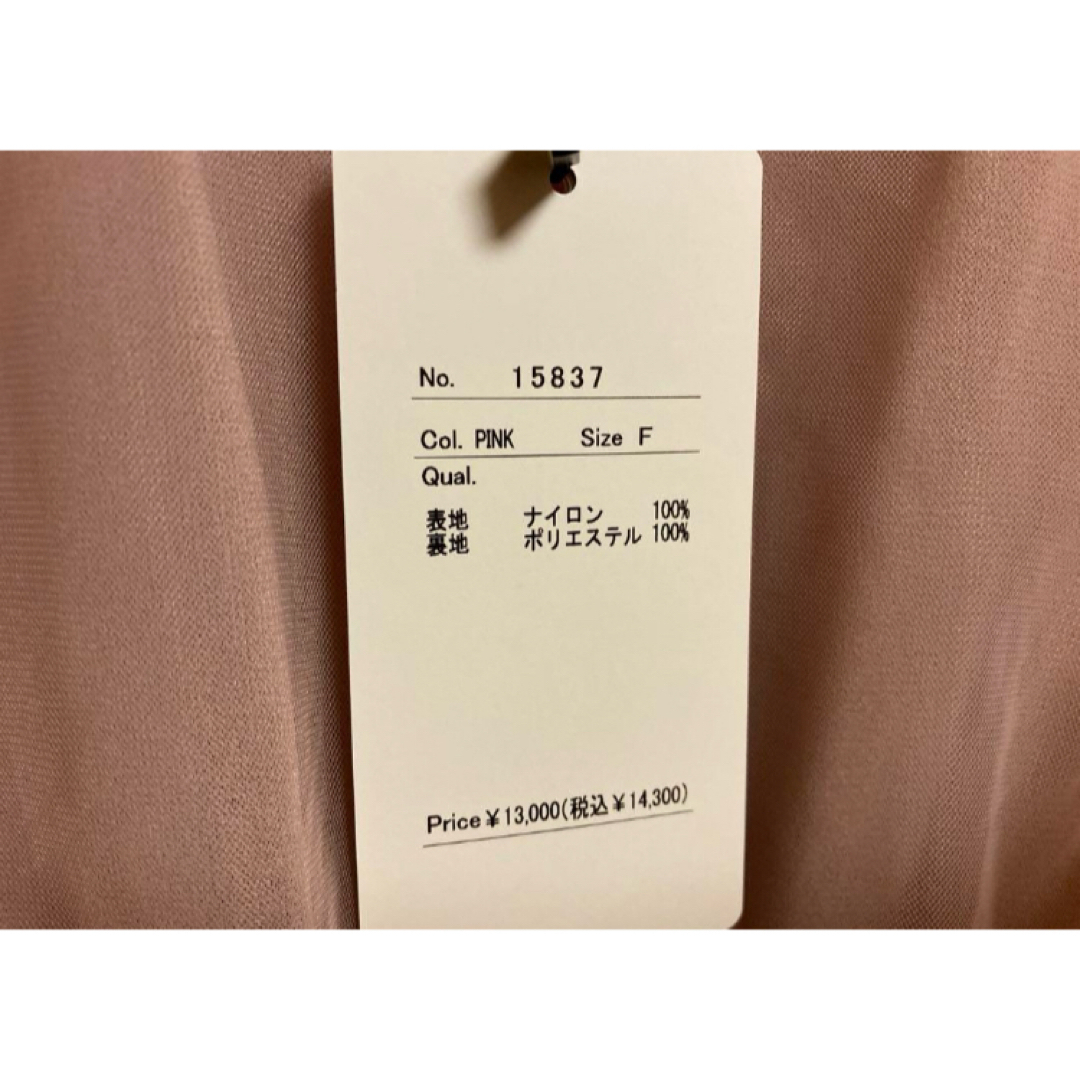 No. 15837
Col. PINK Size F
Qual.
表地 ナイロン 100%
裏地 ポリエステル 100%
Price¥13,000(税込¥14,300)